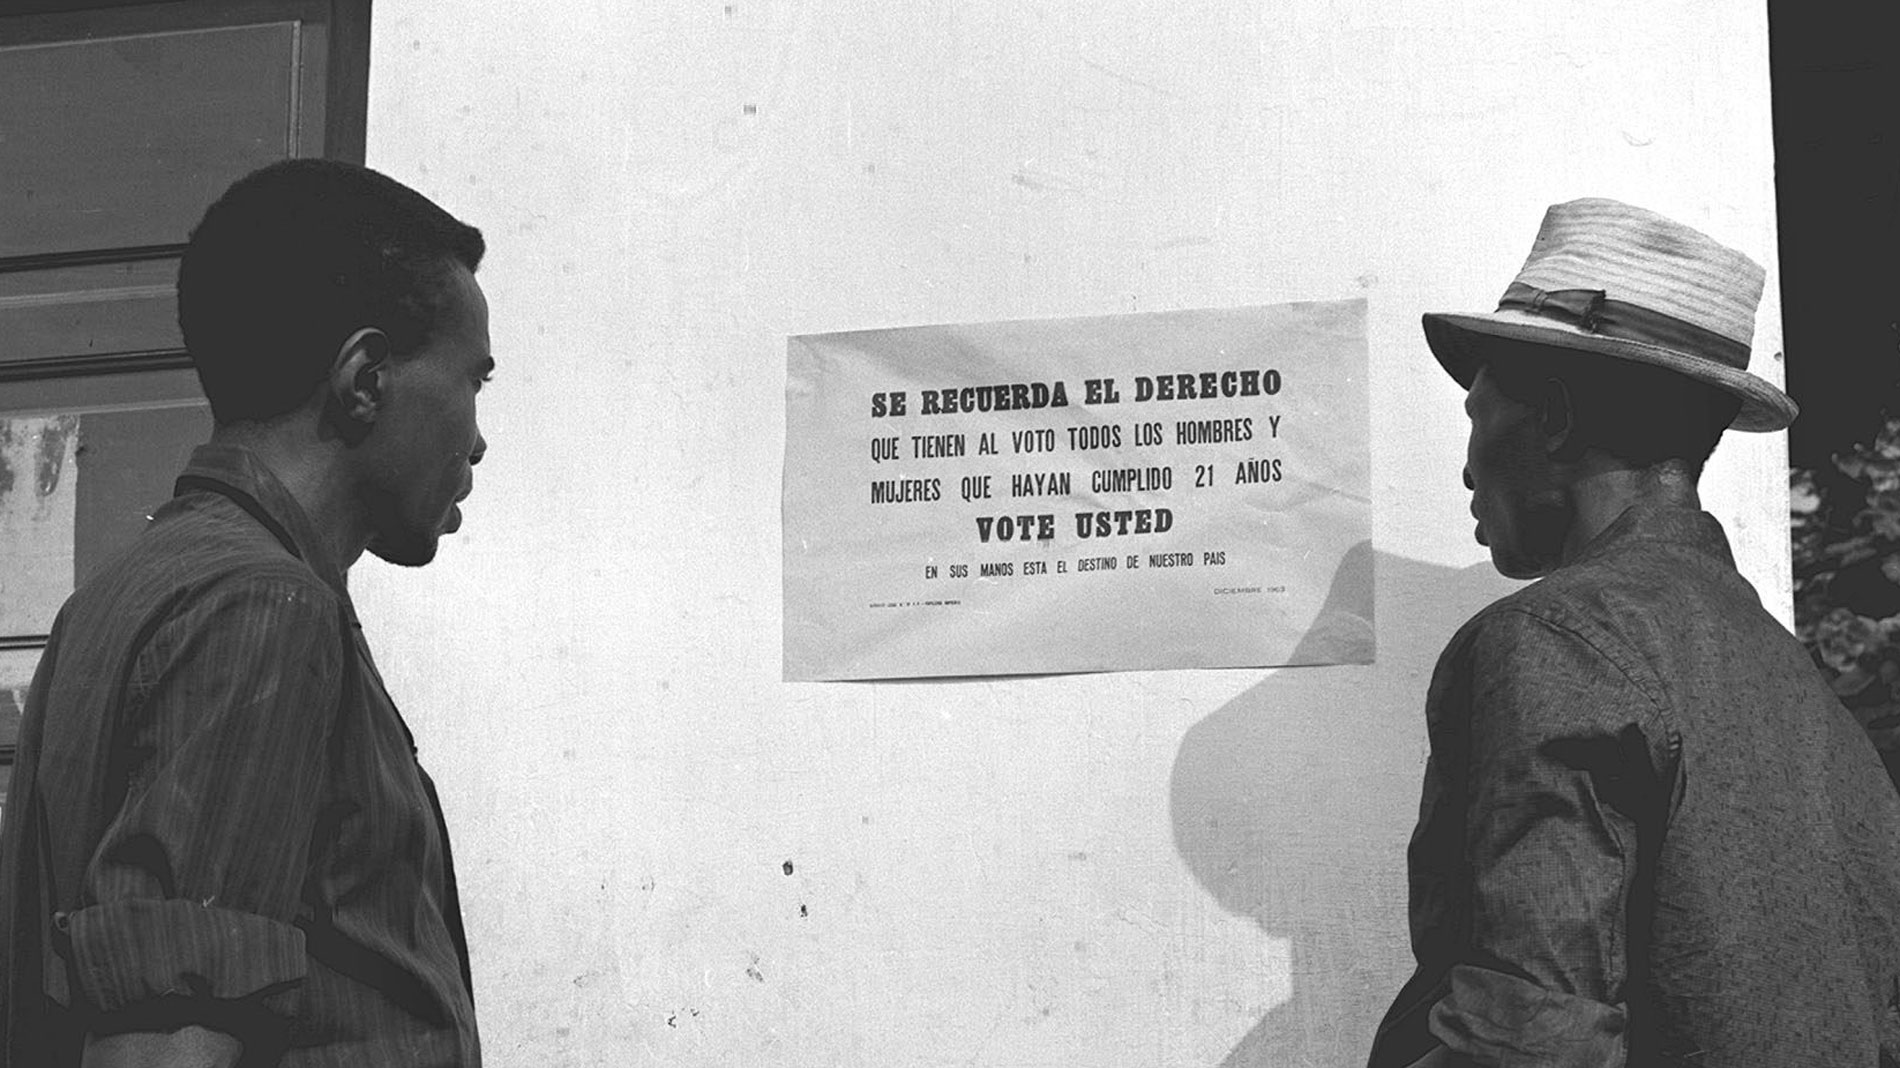 SE RECUERDA EL DERECHO
QUE TIENEN AL VOTO TODOS LOS HOMBRES Y
MUJERES QUE HAYAN CUMPLIDO 21 AÑOS
VOTE USTED
EN SUS MANOS ESTA EL DESTINO DE NUESTRO PAIS
DICIEMBRE 1963